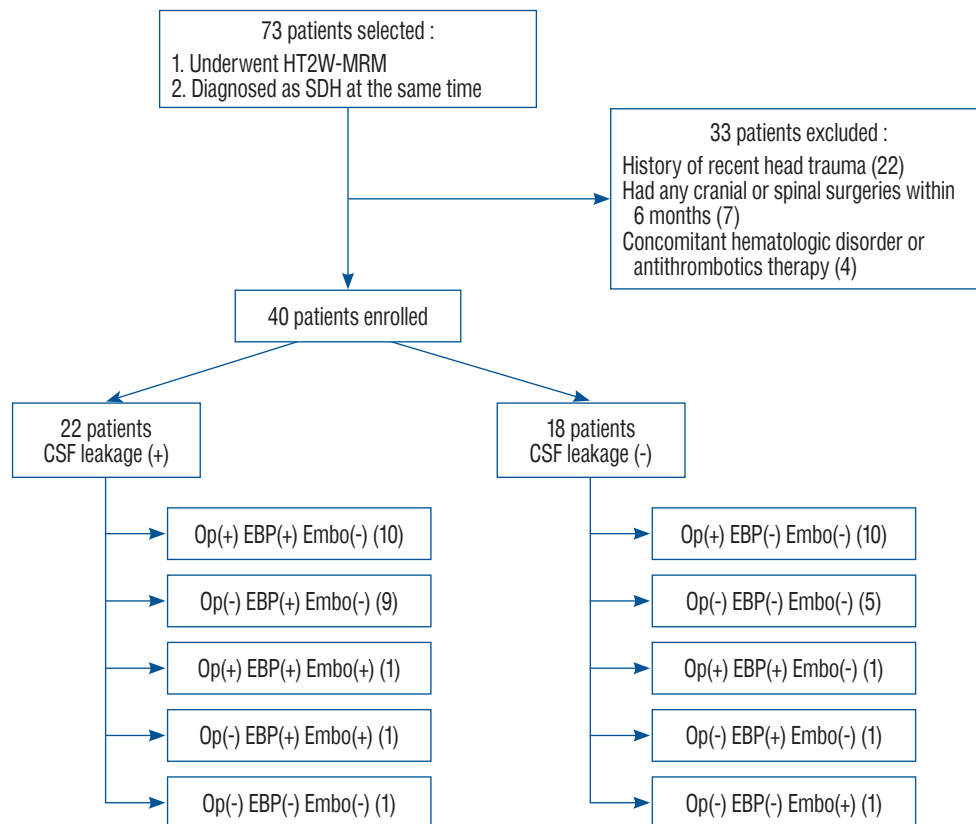 73 patients selected :
1. Underwent HT2W-MRM
2. Diagnosed as SDH at the same time
33 patients excluded :
History of recent head trauma (22)
Had any cranial or spinal surgeries within
6 months (7)
Concomitant hematologic disorder or
antithrombotics therapy (4)
40 patients enrolled
22 patients
CSF leakage (+)
18 patients
CSF leakage (-)
Op(+) EBP(+) Embo(-) (10)
Op(-) EBP(+) Embo(-) (9)
Op(+) EBP(+) Embo(+) (1)
Op(-) EBP(+) Embo(+) (1)
Op(-) EBP(-) Embo(-) (1)
Op(+) EBP(-) Embo(-) (10)
Op(-) EBP(-) Embo(-) (5)
Op(+) EBP(+) Embo(-) (1)
Op(-) EBP(+) Embo(-) (1)
Op(-) EBP(-) Embo(+) (1)